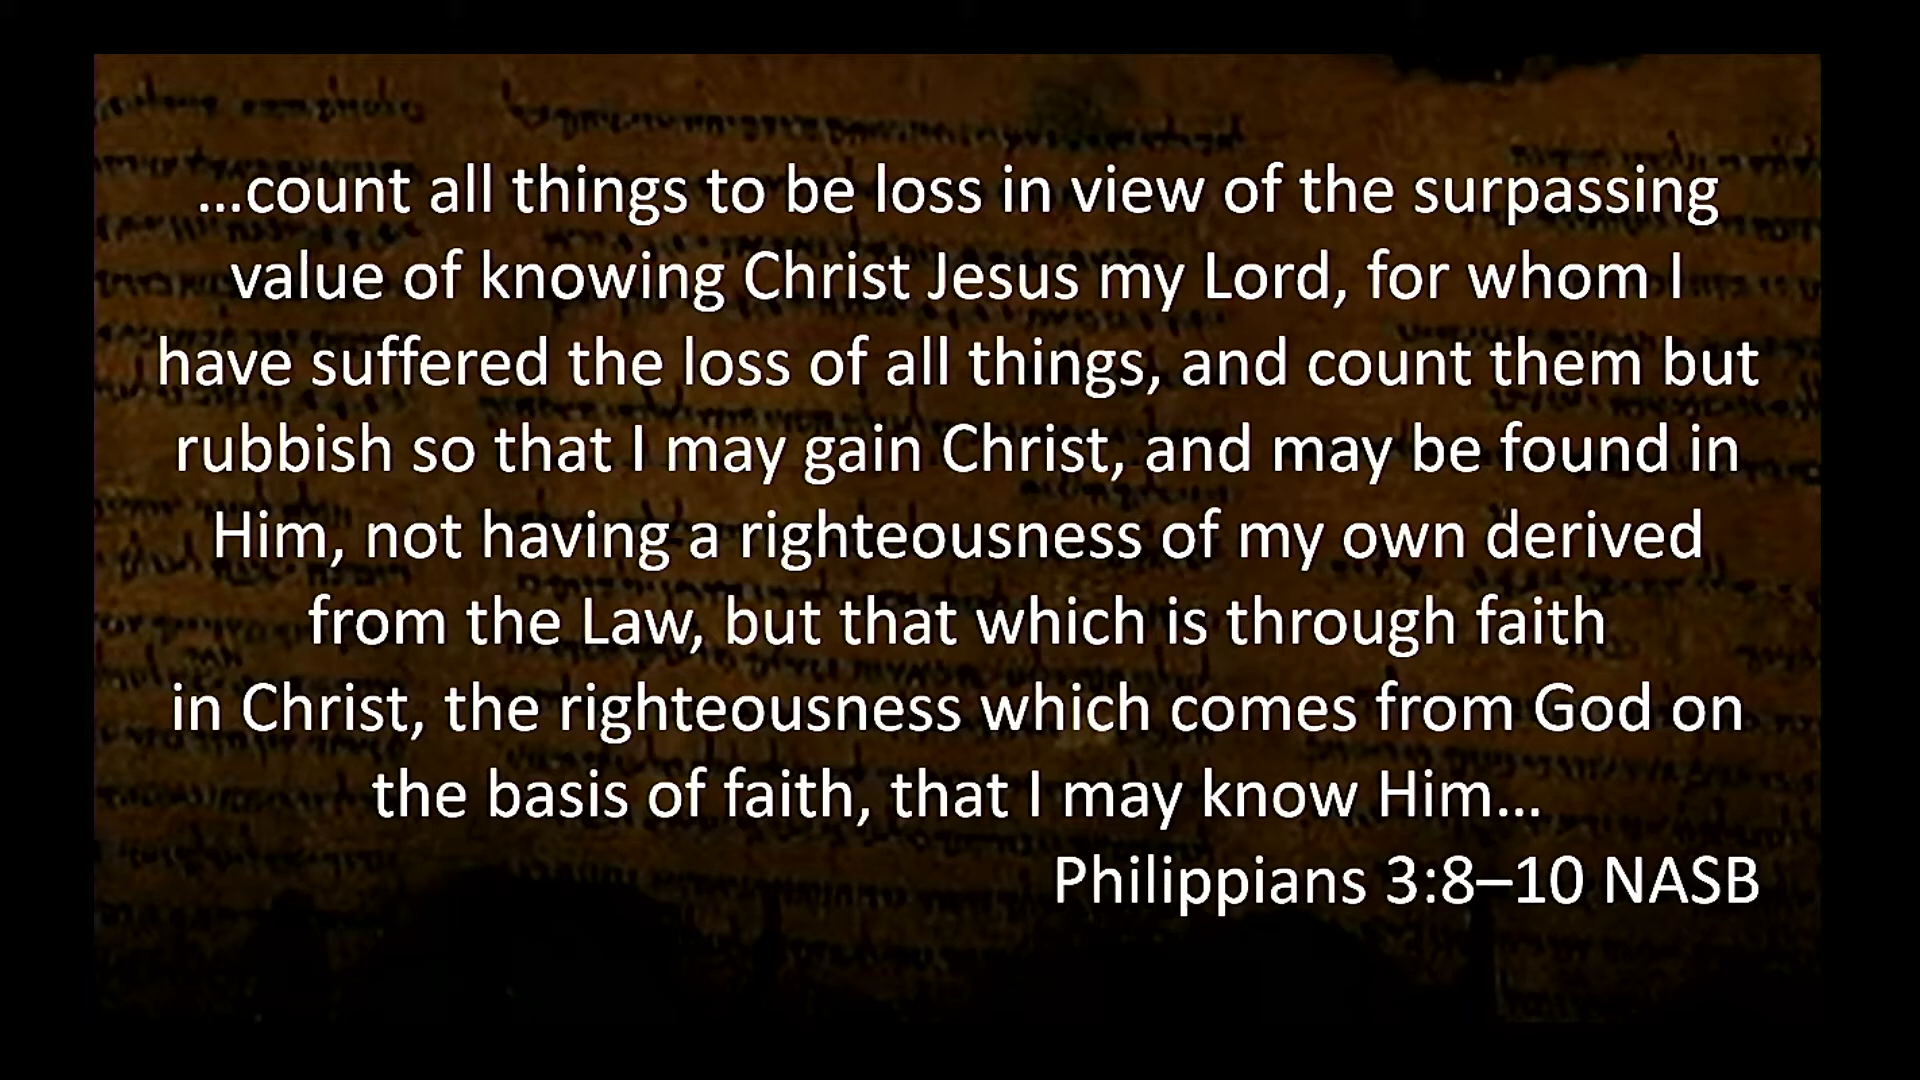 …count all things to be loss in view of the surpassing
value of knowing Christ Jesus my Lord, for whom I
have suffered the loss of all things, and count them but
rubbish so that I may gain Christ, and may be found in
Him, not having a righteousness of my own derived
from the Law, but that which is through faith
in Christ, the righteousness which comes from God on
the basis of faith, that I may know Him…
Philippians 3:8–10 NASB